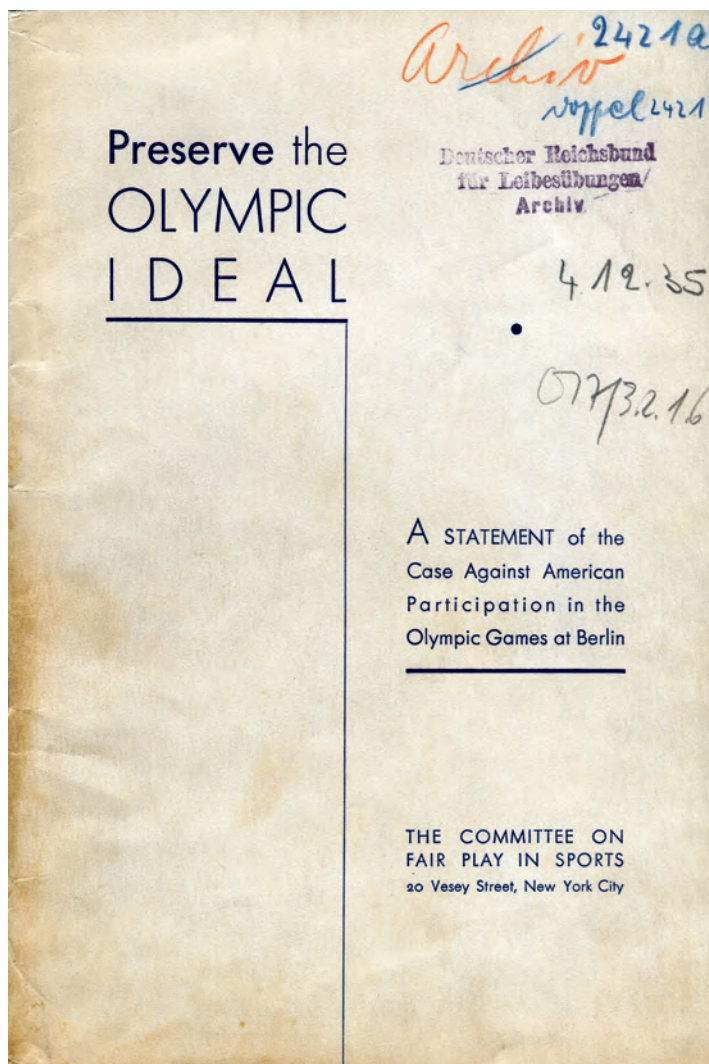 2421a
Archiv
doppel 2421
Preserve the
OLYMPIC
IDEAL
Deutscher Reichsbund
für Leibesübungen/
Archiv
4.12.35
A STATEMENT of the
Case Against American
Participation in the
Olympic Games at Berlin
THE COMMITTEE ON
FAIR PLAY IN SPORTS
20 Vesey Street, New York City